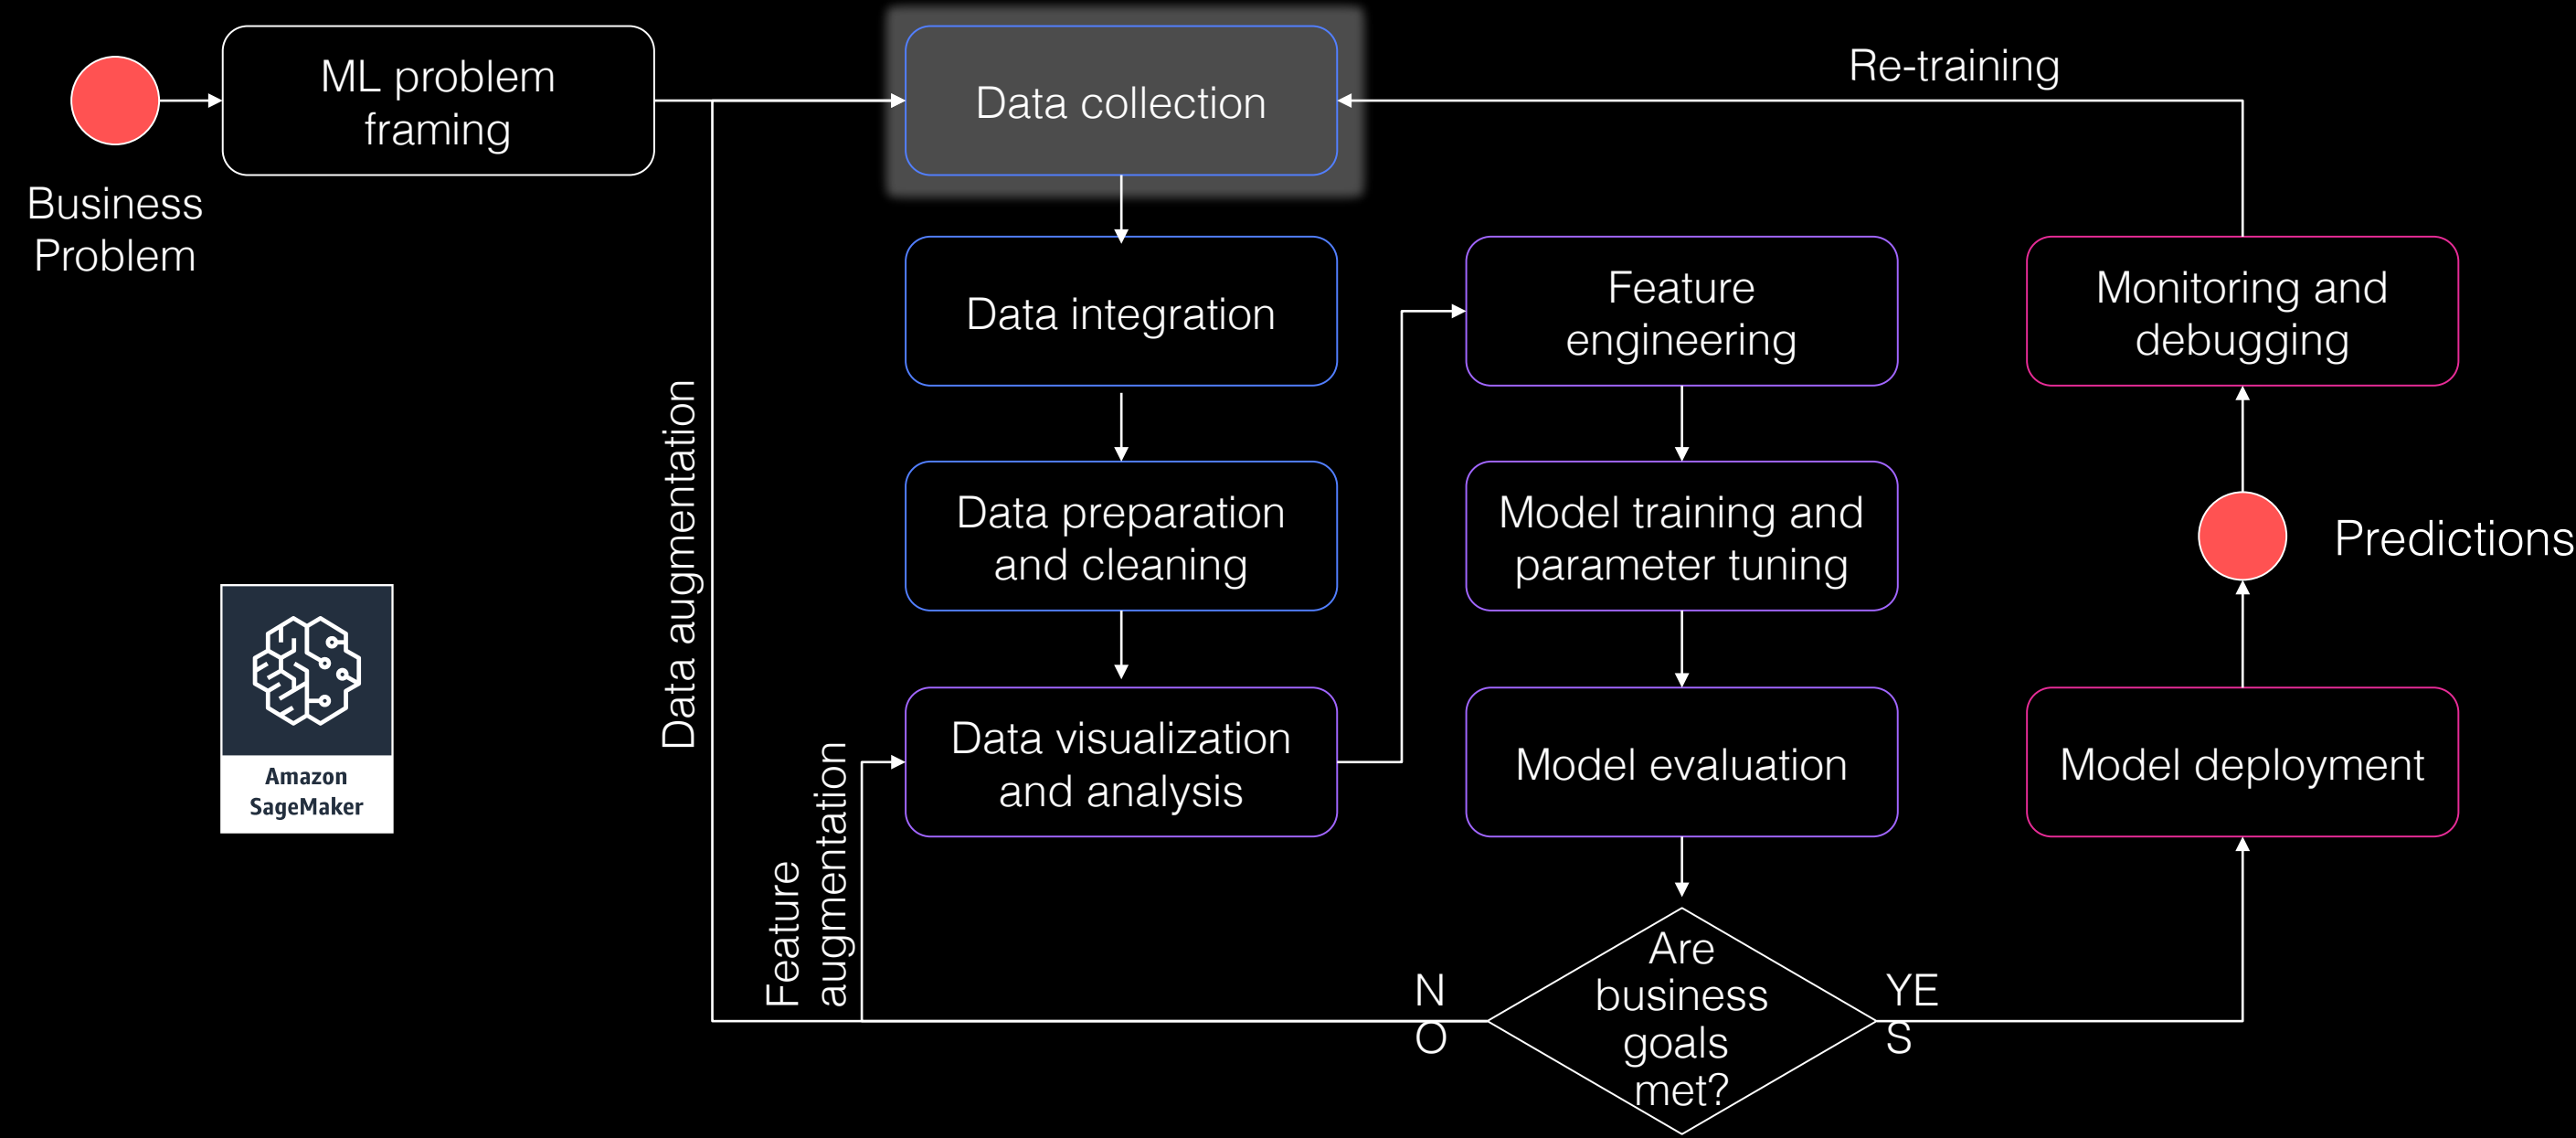 Business
Problem
ML problem
framing
Data collection
Re-training
Data integration
Feature
engineering
Monitoring and
debugging
Data augmentation
Data preparation
and cleaning
Model training and
parameter tuning
Predictions
Amazon
SageMaker
Feature
augmentation
Data visualization
and analysis
Model evaluation
Model deployment
N
O
Are
business
goals
met?
YE
S